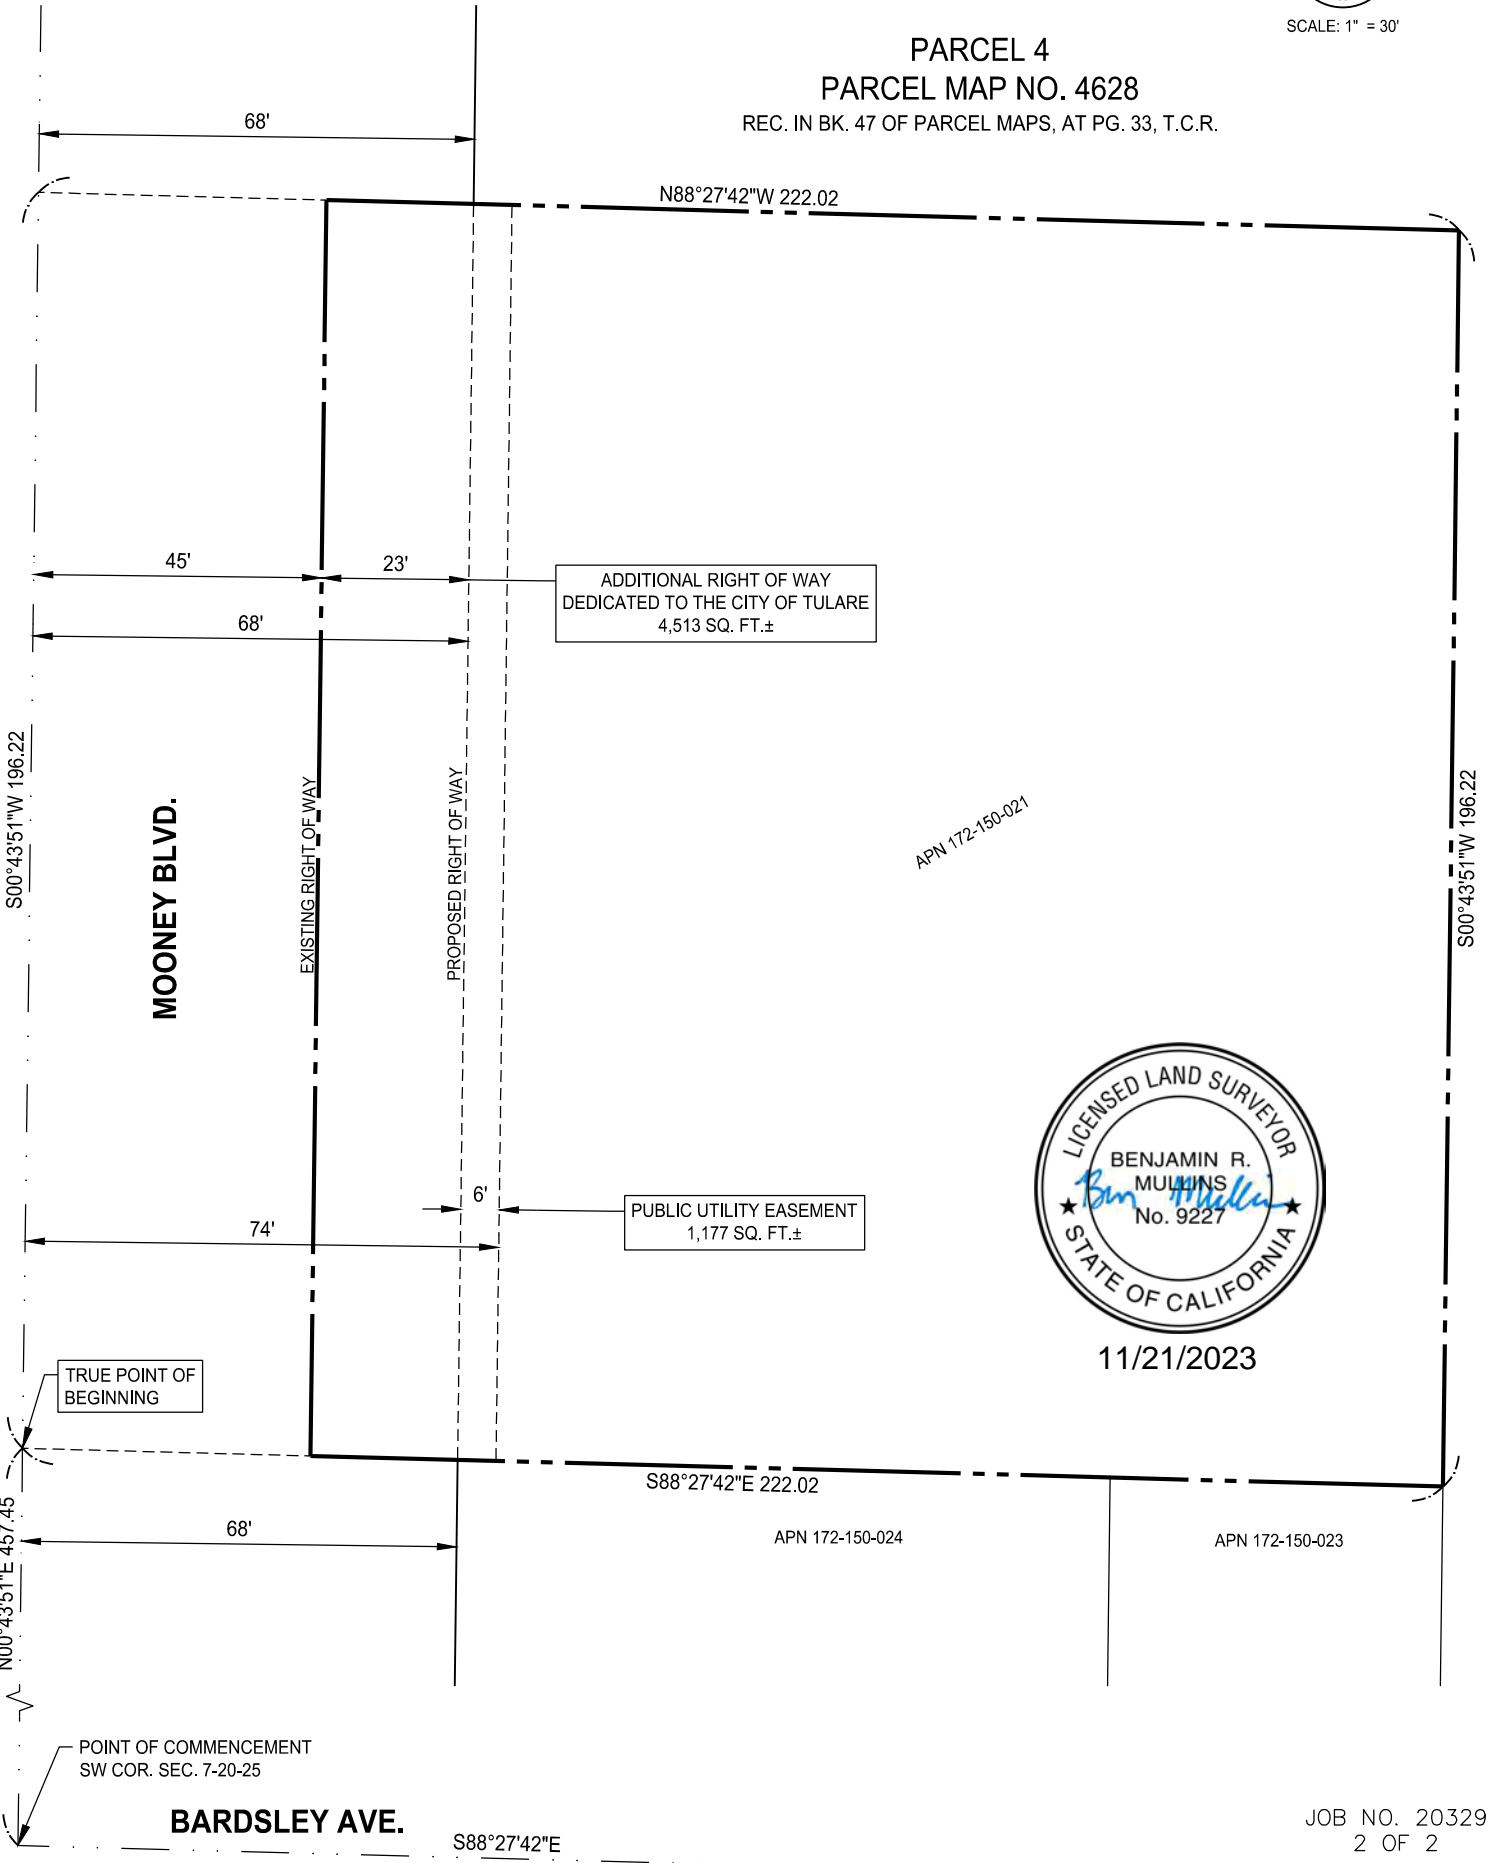 SCALE: 1" = 30'
PARCEL 4
PARCEL MAP NO. 4628
REC. IN BK. 47 OF PARCEL MAPS, AT PG. 33, T.C.R.
68'
N88°27'42"W 222.02
45'
23'
ADDITIONAL RIGHT OF WAY
DEDICATED TO THE CITY OF TULARE
4,513 SQ. FT.±
68'
S00°43'51"W 196.22
MOONEY BLVD.
EXISTING RIGHT OF WAY
PROPOSED RIGHT OF WAY
APN 172-150-021
S00°43'51"W 196.22
LICENSED LAND SURVEYOR
BENJAMIN R.
MULLINS
Ben Mullin
No. 9227
STATE OF CALIFORNIA
11/21/2023
6'
PUBLIC UTILITY EASEMENT
1,177 SQ. FT.±
74'
TRUE POINT OF
BEGINNING
S88°27'42"E 222.02
N00°43'51"E 457.45
68'
APN 172-150-024
APN 172-150-023
POINT OF COMMENCEMENT
SW COR. SEC. 7-20-25
BARDSLEY AVE.
S88°27'42"E
JOB NO. 20329
2 OF 2